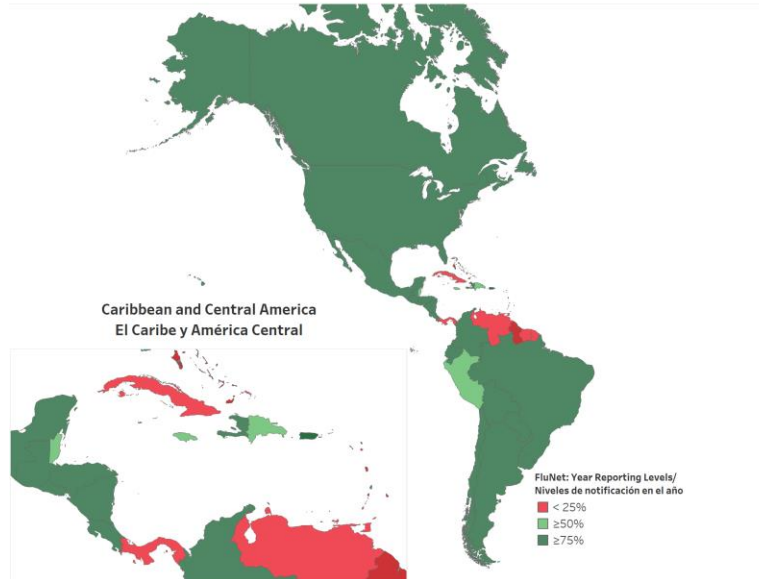 Caribbean and Central America
El Caribe y América Central
FluNet: Year Reporting Levels/
Niveles de notificación en el año
< 25%
≥50%
≥75%